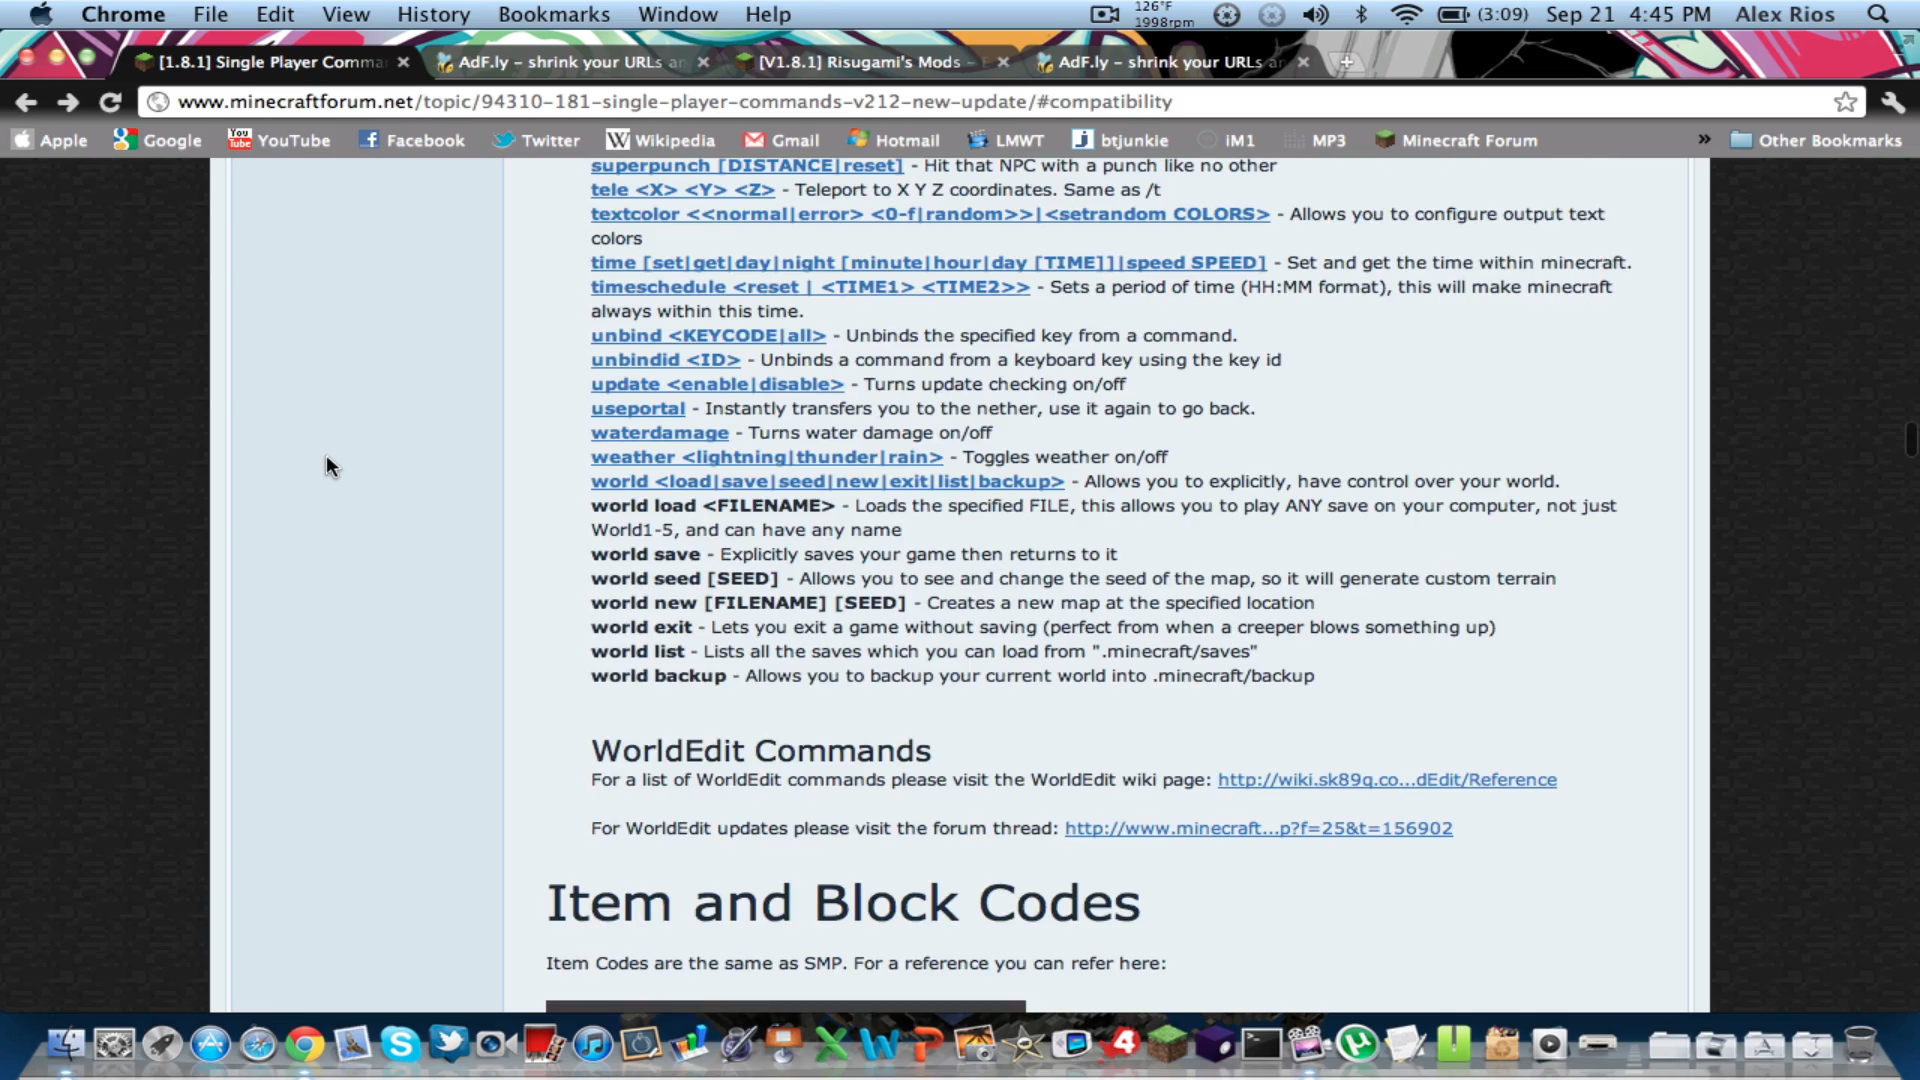 Chrome File Edit View History Bookmarks Window Help 126°F 1998rpm (3:09) Sep 21 4:45 PM Alex Rios
[1.8.1] Single Player Comma AdF.ly – shrink your URLs an [V1.8.1] Risugami's Mods – AdF.ly – shrink your URLs an
www.minecraftforum.net/topic/94310-181-single-player-commands-v212-new-update/#compatibility
Apple Google You Tube YouTube Facebook Twitter W Wikipedia Gmail Hotmail LMWT btjunkie iM1 MP3 Minecraft Forum » Other Bookmarks
superpunch [DISTANCE|reset] - Hit that NPC with a punch like no other
tele <X> <Y> <Z> - Teleport to X Y Z coordinates. Same as /t
textcolor <<normal|error> <0-f|random>>|<setrandom COLORS> - Allows you to configure output text
colors
time [set|get|day|night [minute|hour|day [TIME]]|speed SPEED] - Set and get the time within minecraft.
timeschedule <reset | <TIME1> <TIME2>> - Sets a period of time (HH:MM format), this will make minecraft
always within this time.
unbind <KEYCODE|all> - Unbinds the specified key from a command.
unbindid <ID> - Unbinds a command from a keyboard key using the key id
update <enable|disable> - Turns update checking on/off
useportal - Instantly transfers you to the nether, use it again to go back.
waterdamage - Turns water damage on/off
weather <lightning|thunder|rain> - Toggles weather on/off
world <load|save|seed|new|exit|list|backup> - Allows you to explicitly, have control over your world.
world load <FILENAME> - Loads the specified FILE, this allows you to play ANY save on your computer, not just
World1-5, and can have any name
world save - Explicitly saves your game then returns to it
world seed [SEED] - Allows you to see and change the seed of the map, so it will generate custom terrain
world new [FILENAME] [SEED] - Creates a new map at the specified location
world exit - Lets you exit a game without saving (perfect from when a creeper blows something up)
world list - Lists all the saves which you can load from ".minecraft/saves"
world backup - Allows you to backup your current world into .minecraft/backup
WorldEdit Commands
For a list of WorldEdit commands please visit the WorldEdit wiki page: http://wiki.sk89q.co...dEdit/Reference
For WorldEdit updates please visit the forum thread: http://www.minecraft...p?f=25&t=156902
Item and Block Codes
Item Codes are the same as SMP. For a reference you can refer here: